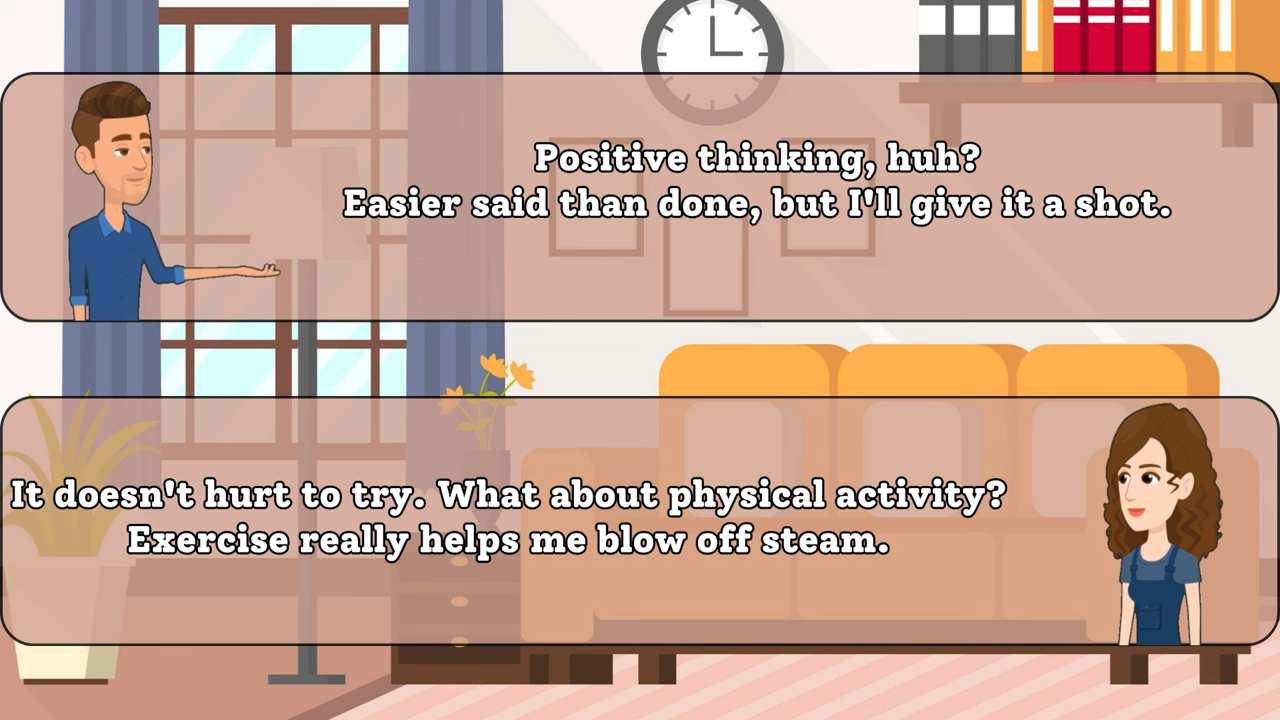 Positive thinking, huh?
Easier said than done, but I'll give it a shot.
It doesn't hurt to try. What about physical activity?
Exercise really helps me blow off steam.